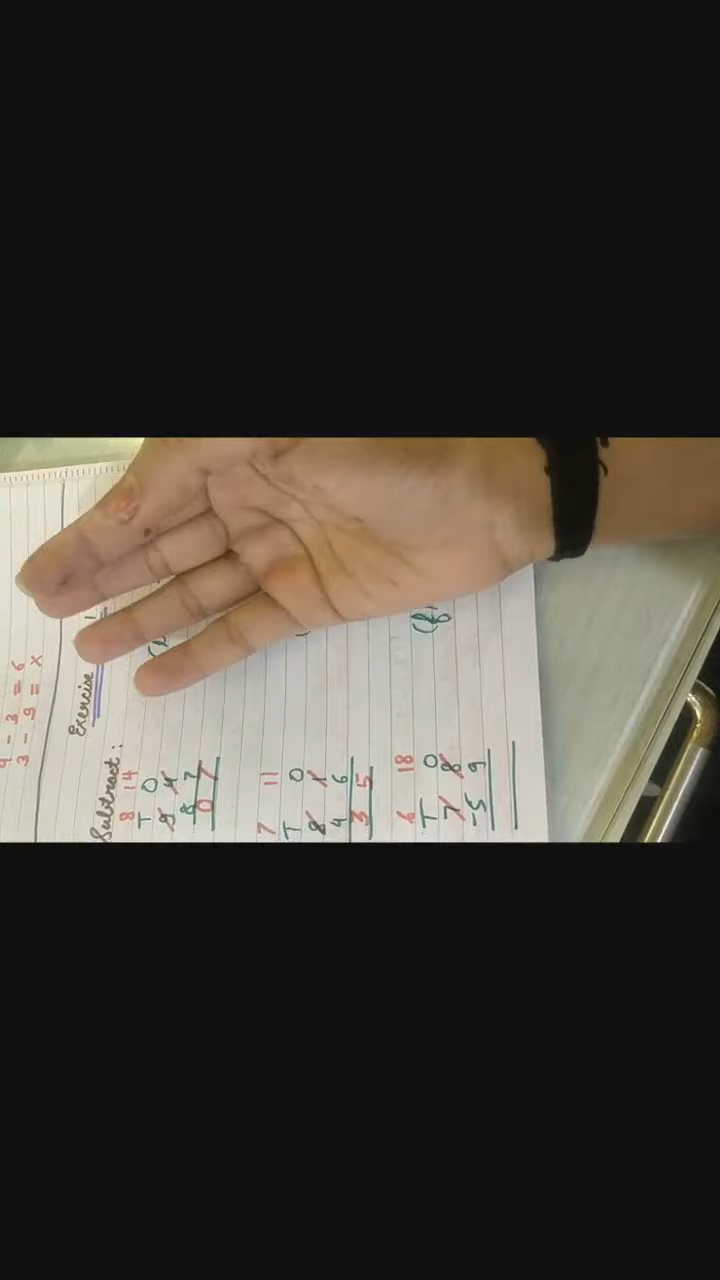 9 - 3 = 6
3 - 9 = x
Exercise
Subtract :
8 14
T O
9 4
8 7
0 7
7 11
T O
8 1
4 6
3 5
6 18
T O
7 8
-5 9